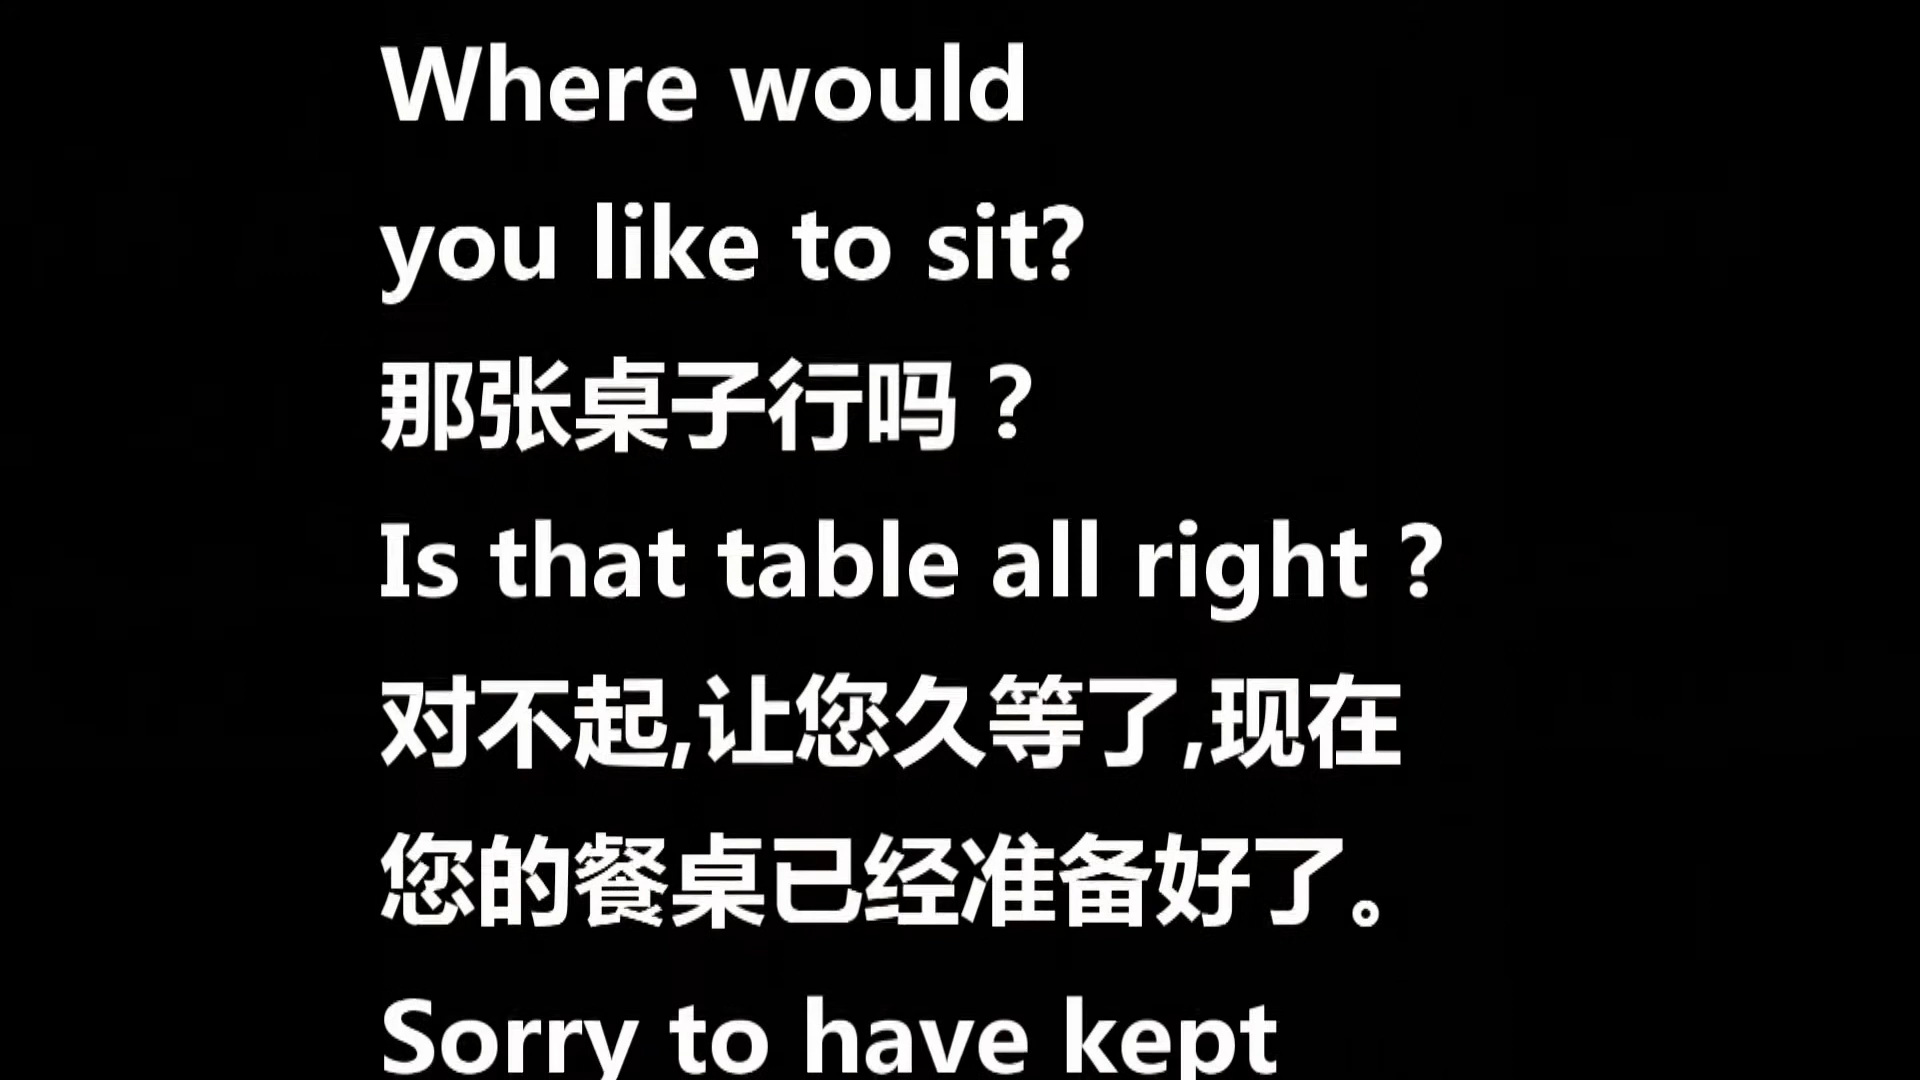 Where would
you like to sit?
那张桌子行吗？
Is that table all right？
对不起,让您久等了,现在
您的餐桌已经准备好了。
Sorry to have kept